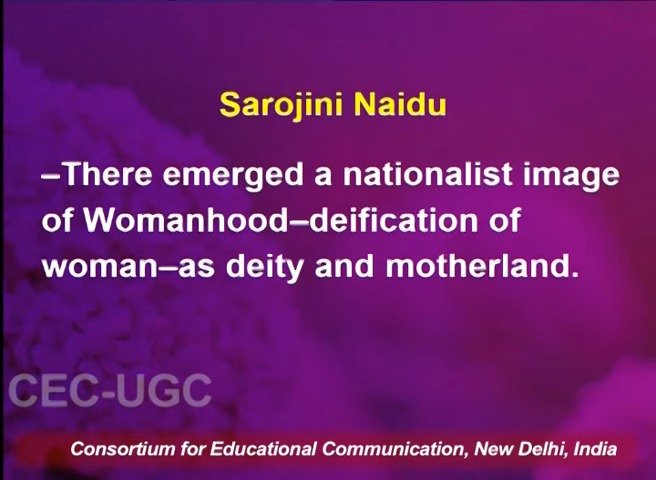 Sarojini Naidu
–There emerged a nationalist image
of Womanhood–deification of
woman–as deity and motherland.
CEC-UGC
Consortium for Educational Communication, New Delhi, India